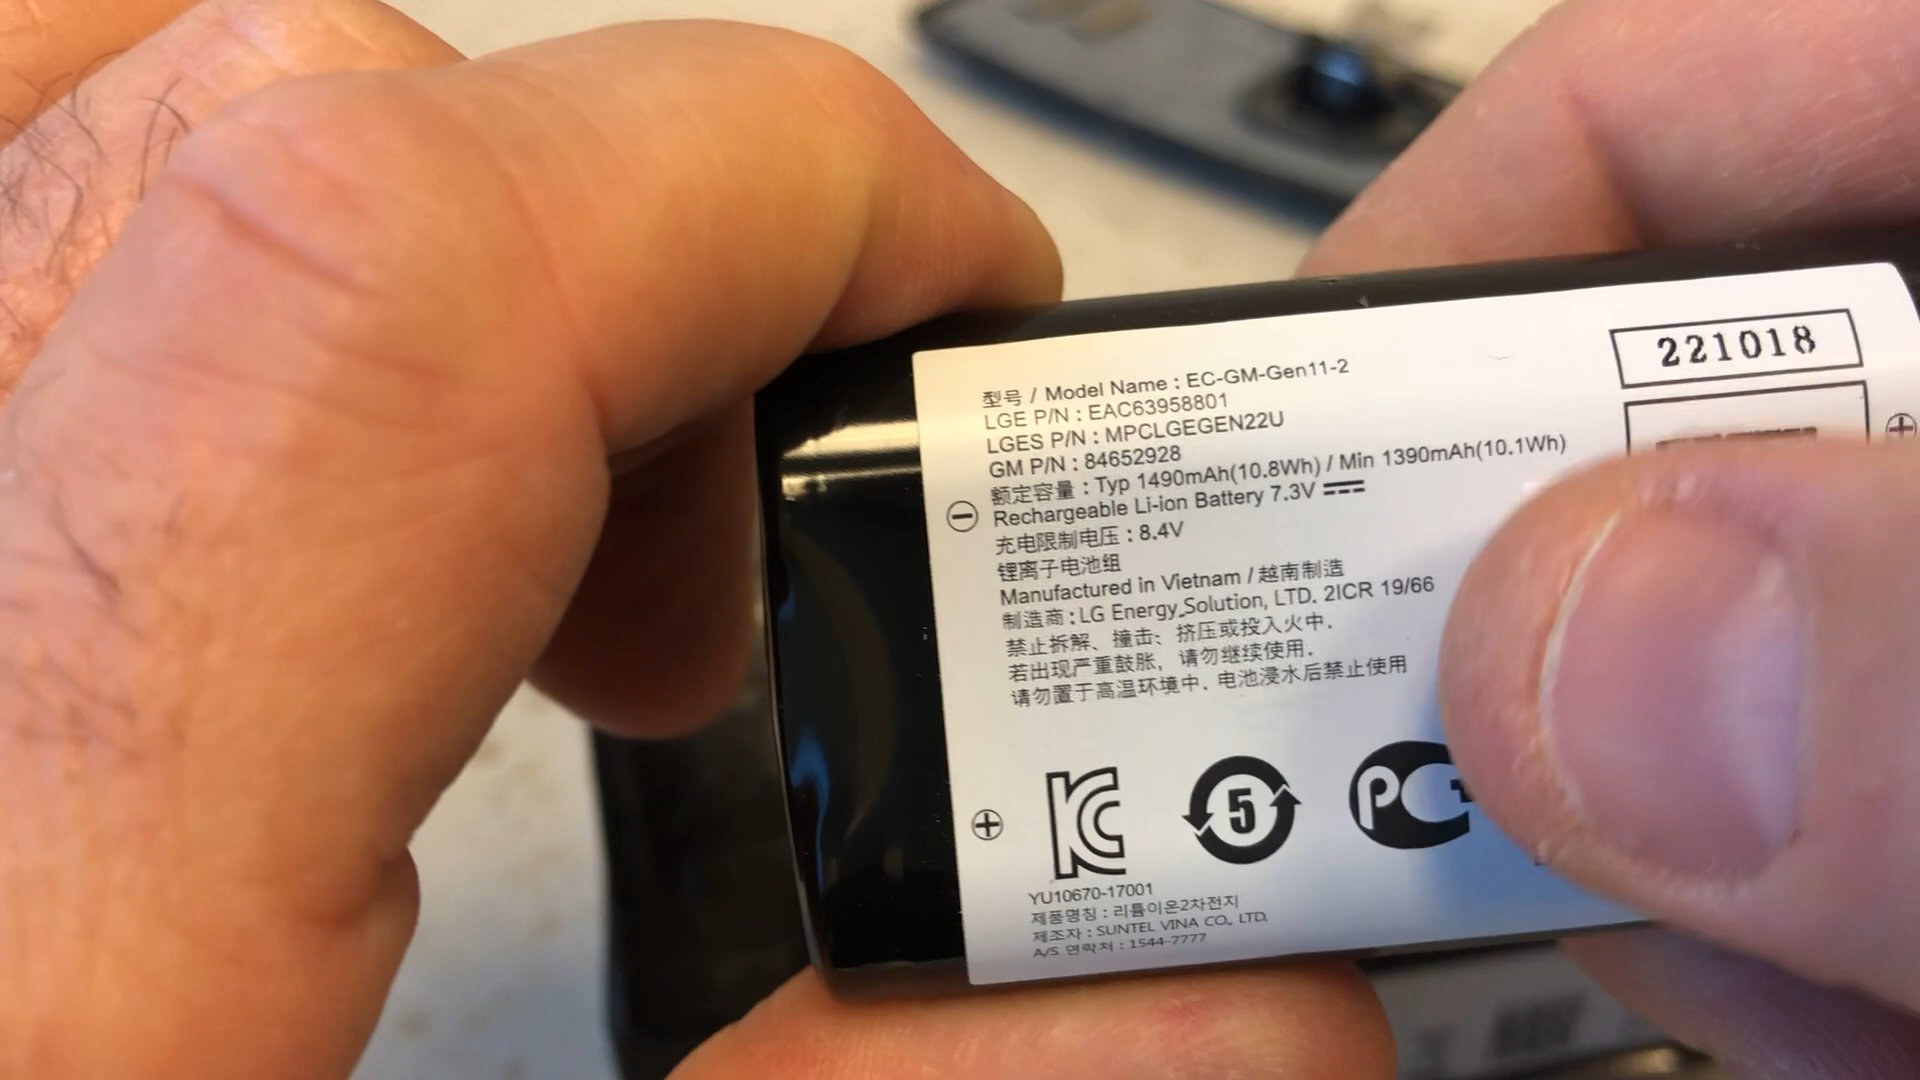 型号 / Model Name : EC-GM-Gen11-2
LGE P/N : EAC63958801
LGES P/N : MPCLGEGEN22U
GM P/N : 84652928
额定容量 : Typ 1490mAh(10.8Wh) / Min 1390mAh(10.1Wh)
Rechargeable Li-ion Battery 7.3V
充电限制电压 : 8.4V
锂离子电池组
Manufactured in Vietnam / 越南制造
制造商 : LG Energy Solution, LTD. 2ICR 19/66
禁止拆解、撞击; 挤压或投入火中.
若出现严重鼓胀, 请勿继续使用.
请勿置于高温环境中. 电池浸水后禁止使用
221018
5
YU10670-17001
제품명칭 : 리튬이온2차전지
제조자 : SUNTEL VINA CO., LTD.
A/S 연락처 : 1544-7777